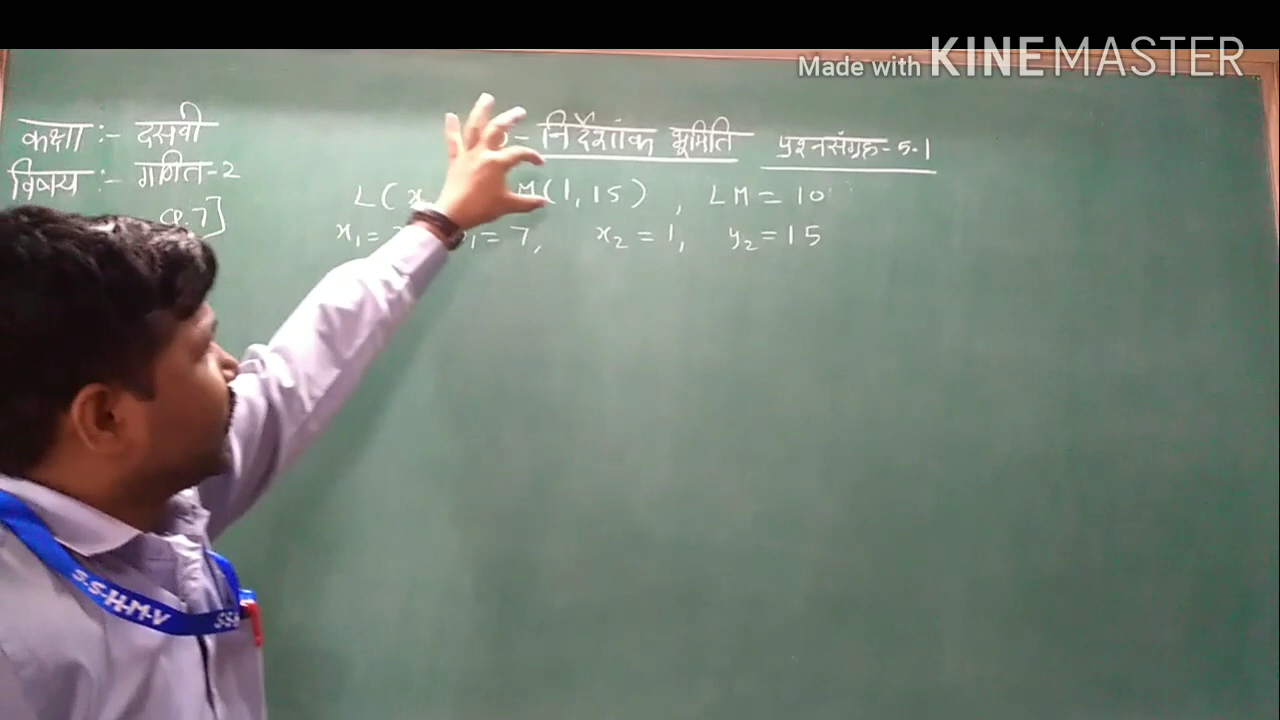 Made with KINEMASTER
कक्षा :- दसवी
- निर्देशांक भूमिति प्रश्नसंग्रह-5.1
विषय :- गणित-2
L(x M(1, 15) , LM = 10
7]
x₁ = = 7, x₂ = 1, y₂ = 15
S.S.H.M.V